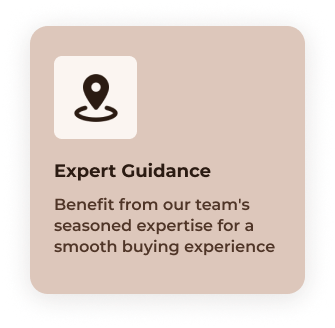 Expert Guidance
Benefit from our team's
seasoned expertise for a
smooth buying experience